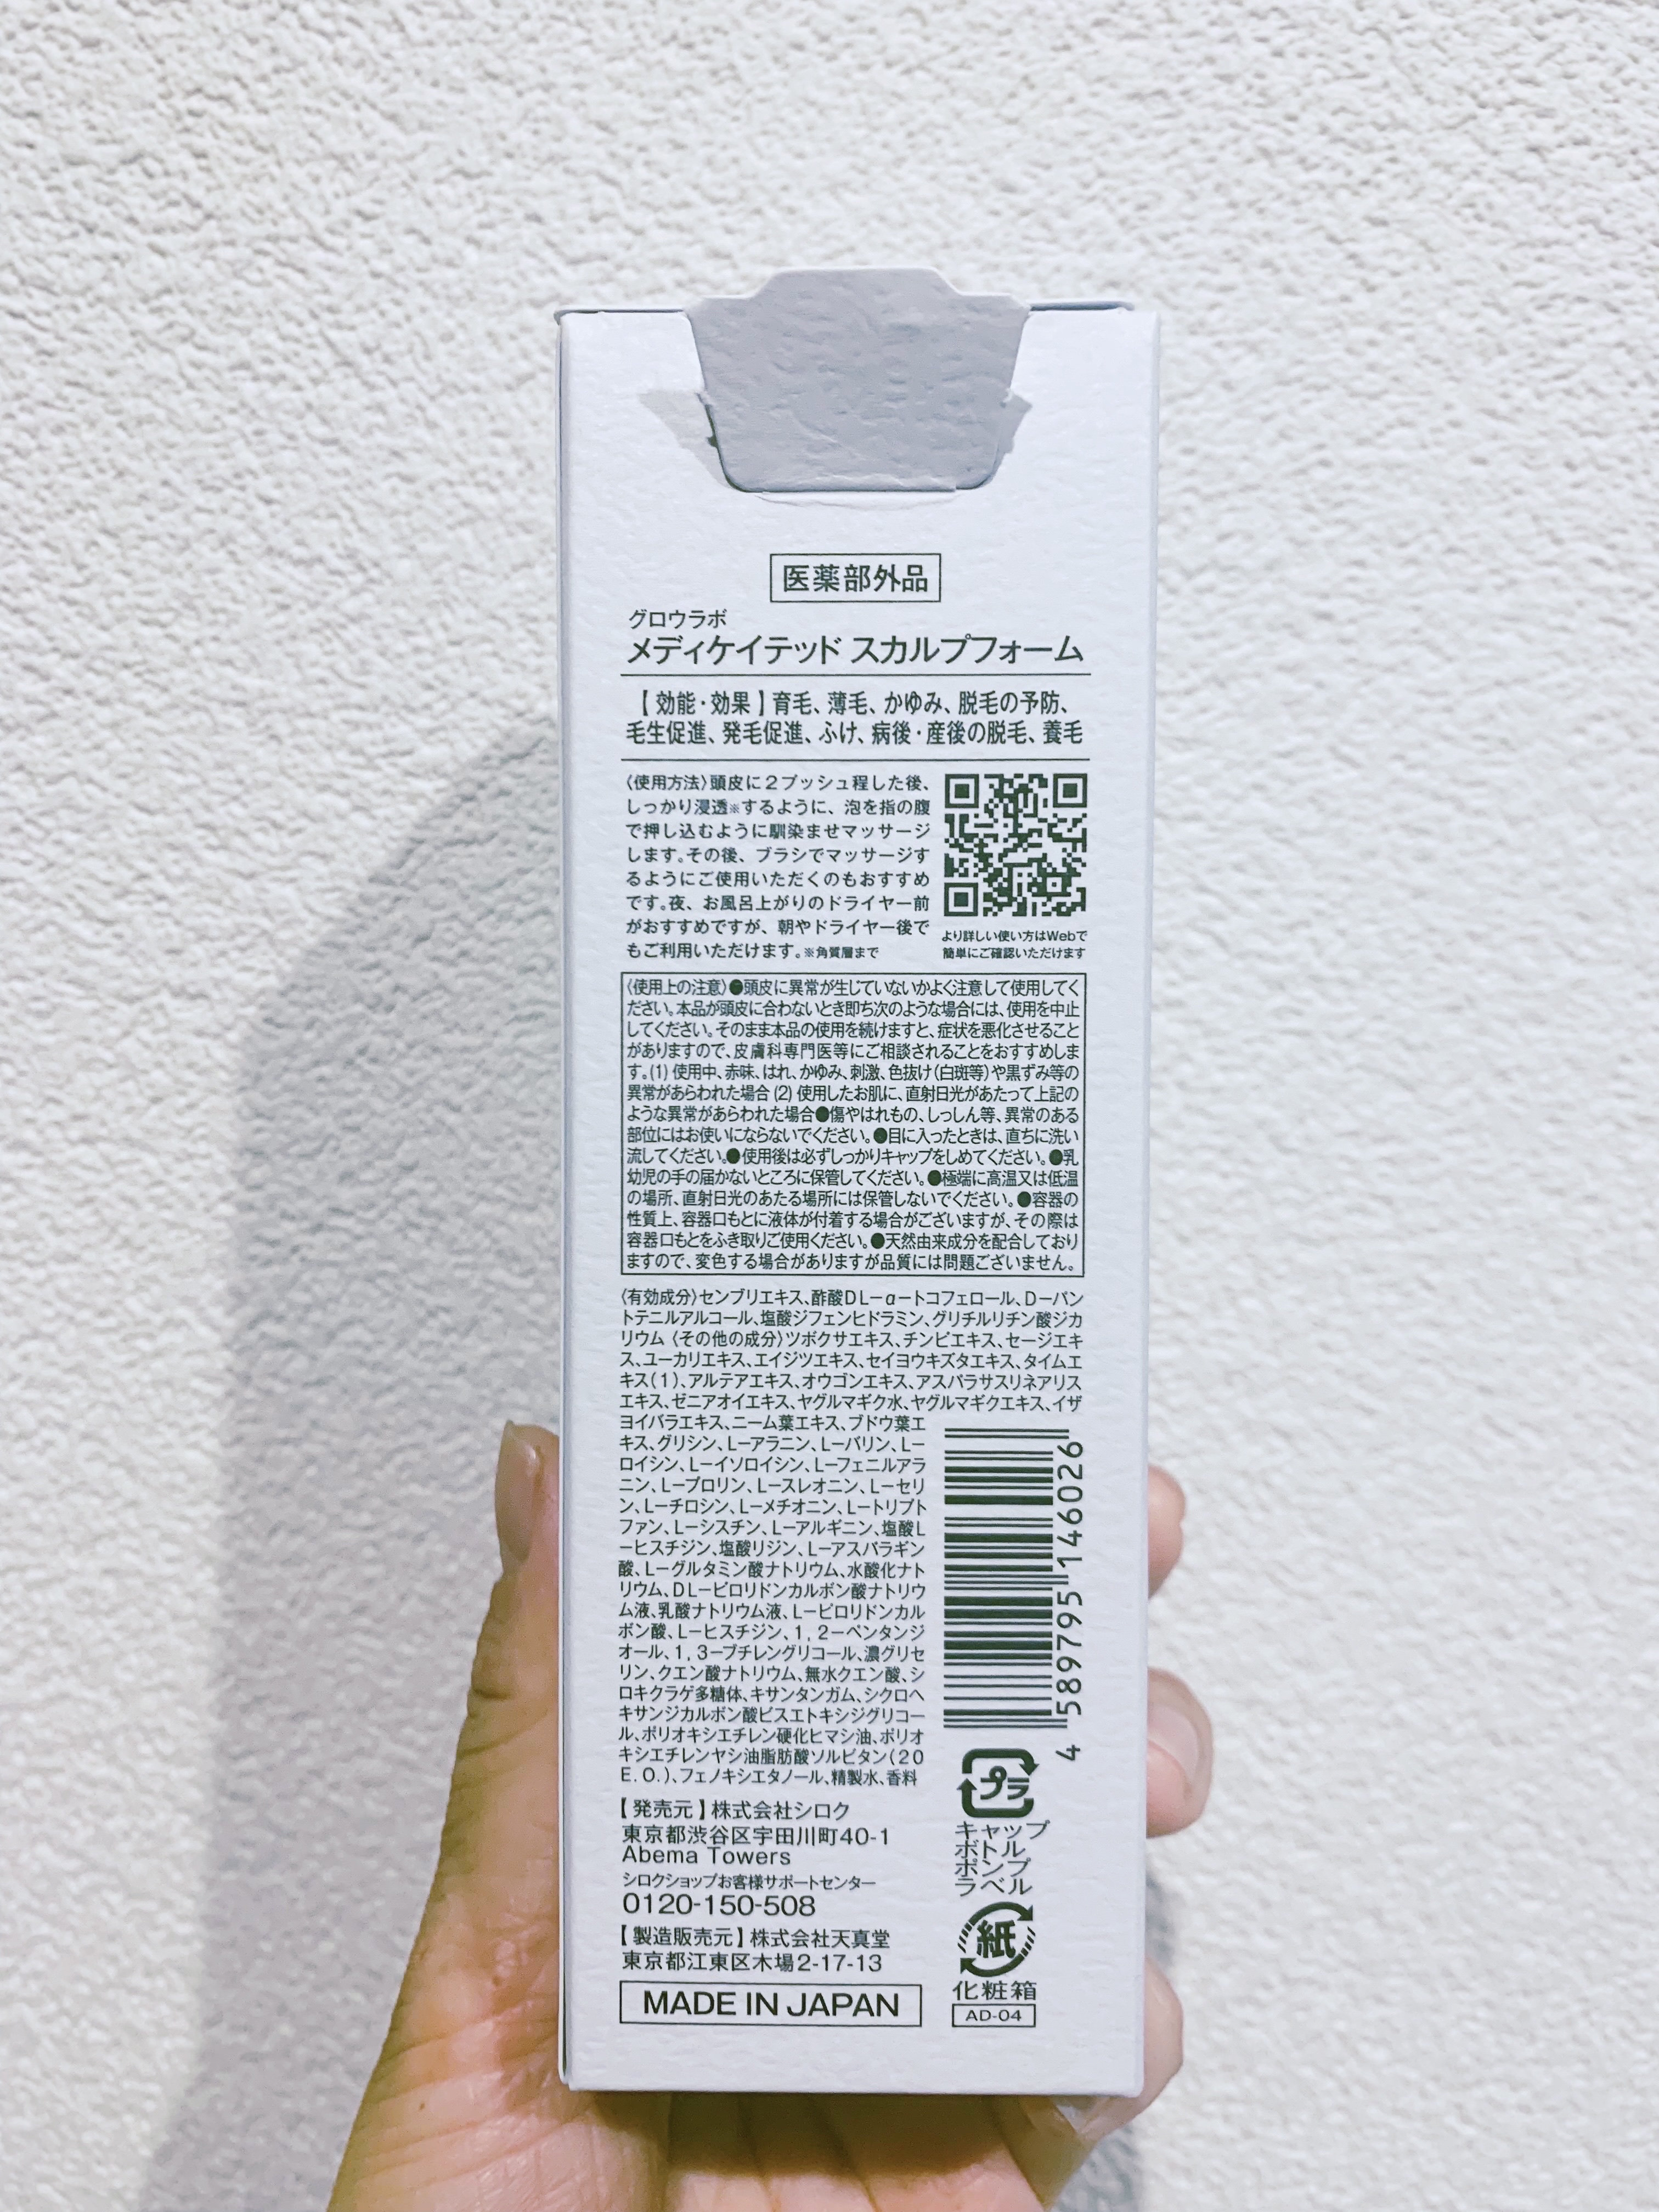 医薬部外品
グロウラボ
メディケイテッド スカルプフォーム
【効能・効果】育毛、薄毛、かゆみ、脱毛の予防、
毛生促進、発毛促進、ふけ、病後・産後の脱毛、養毛
〈使用方法〉頭皮に2プッシュ程した後、
しっかり浸透※するように、泡を指の腹
で押し込むように馴染ませマッサージ
します。その後、ブラシでマッサージす
るようにご使用いただくのもおすすめ
です。夜、お風呂上がりのドライヤー前
がおすすめですが、朝やドライヤー後で
もご利用いただけます。※角質層まで
より詳しい使い方はWebで
簡単にご確認いただけます
〈使用上の注意〉●頭皮に異常が生じていないかよく注意して使用してく
ださい。本品が頭皮に合わないとき即ち次のような場合には、使用を中止
してください。そのまま本品の使用を続けますと、症状を悪化させること
がありますので、皮膚科専門医等にご相談されることをおすすめしま
す。(1) 使用中、赤味、はれ、かゆみ、刺激、色抜け(白斑等)や黒ずみ等の
異常があらわれた場合 (2) 使用したお肌に、直射日光があたって上記の
ような異常があらわれた場合●傷やはれもの、しっしん等、異常のある
部位にはお使いにならないでください。●目に入ったときは、直ちに洗い
流してください。●使用後は必ずしっかりキャップをしめてください。●乳
幼児の手の届かないところに保管してください。●極端に高温又は低温
の場所、直射日光のあたる場所には保管しないでください。●容器の
性質上、容器口もとに液体が付着する場合がございますが、その際は
容器口もとをふき取りご使用ください。●天然由来成分を配合しており
ますので、変色する場合がありますが品質には問題ございません。
〈有効成分〉センブリエキス、酢酸DL－α－トコフェロール、D－パン
トテニルアルコール、塩酸ジフェンヒドラミン、グリチルリチン酸ジカ
リウム〈その他の成分〉ツボクサエキス、チンピエキス、セージエキ
ス、ユーカリエキス、エイジツエキス、セイヨウキズタエキス、タイムエ
キス(1)、アルテアエキス、オウゴンエキス、アスパラサスリネアリス
エキス、ゼニアオイエキス、ヤグルマギク水、ヤグルマギクエキス、イザ
ヨイバラエキス、ニーム葉エキス、ブドウ葉エ
キス、グリシン、L－アラニン、L－バリン、L－
ロイシン、L－イソロイシン、L－フェニルアラ
ニン、L－プロリン、L－スレオニン、L－セリ
ン、L－チロシン、L－メチオニン、L－トリプト
ファン、L－シスチン、L－アルギニン、塩酸L
－ヒスチジン、塩酸リジン、L－アスパラギン
酸、L－グルタミン酸ナトリウム、水酸化ナト
リウム、DL－ピロリドンカルボン酸ナトリウ
ム液、乳酸ナトリウム液、L－ピロリドンカル
ボン酸、L－ヒスチジン、1，2－ペンタンジ
オール、1，3－ブチレングリコール、濃グリセ
リン、クエン酸ナトリウム、無水クエン酸、シ
ロキクラゲ多糖体、キサンタンガム、シクロヘ
キサンジカルボン酸ビスエトキシジグリコー
ル、ポリオキシエチレン硬化ヒマシ油、ポリオ
キシエチレンヤシ油脂肪酸ソルビタン(20
E.O.)、フェノキシエタノール、精製水、香料
4 589795 146026
【発売元】株式会社シロク
東京都渋谷区宇田川町40-1
Abema Towers
シロクショップお客様サポートセンター
0120-150-508
【製造販売元】株式会社天真堂
東京都江東区木場2-17-13
MADE IN JAPAN
プラ
キャップ
ボトル
ポンプ
ラベル
紙
化粧箱
AD-04